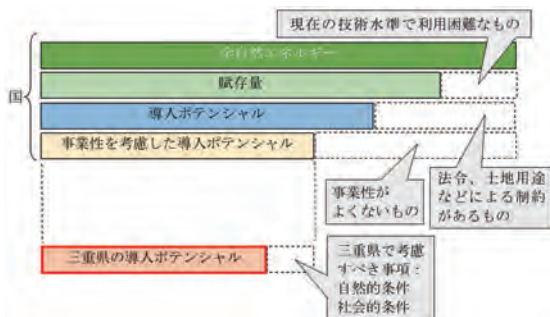 現在の技術水準で利用困難なもの
全自然エネルギー
賦存量
国
導入ポテンシャル
事業性を考慮した導入ポテンシャル
事業性が
よくないもの
法令、土地用途
などによる制約
があるもの
三重県の導入ポテンシャル
三重県で考慮
すべき事項:
自然的条件
社会的条件